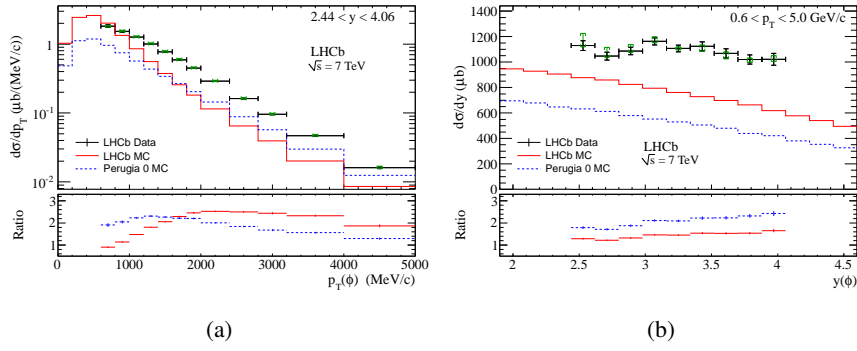 dσ/dp_T (μb/(MeV/c))
2.44 < y < 4.06
LHCb
√s = 7 TeV
1
10⁻¹
10⁻²
LHCb Data
LHCb MC
Perugia 0 MC
Ratio
3
2
1
0 1000 2000 3000 4000 5000
p_T(ϕ) (MeV/c)
(a)
dσ/dy (μb)
0.6 < p_T < 5.0 GeV/c
1400
1200
1000
800
600
400
200
0
LHCb Data
LHCb MC
Perugia 0 MC
LHCb
√s = 7 TeV
Ratio
3
2
1
2 2.5 3 3.5 4 4.5
y(ϕ)
(b)